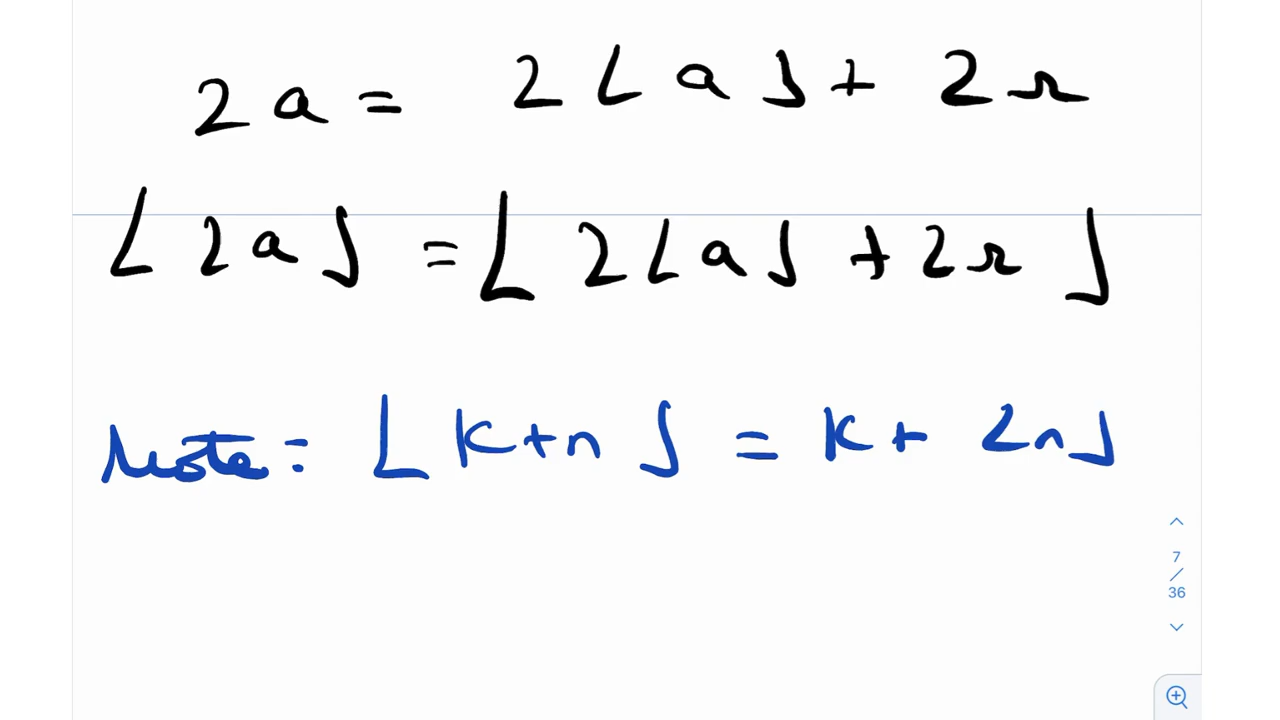 2a = 2⌊a⌋ + 2r
⌊2a⌋ = ⌊2⌊a⌋ + 2r⌋
Note: ⌊k+n⌋ = k + ⌊n⌋
7
/
36